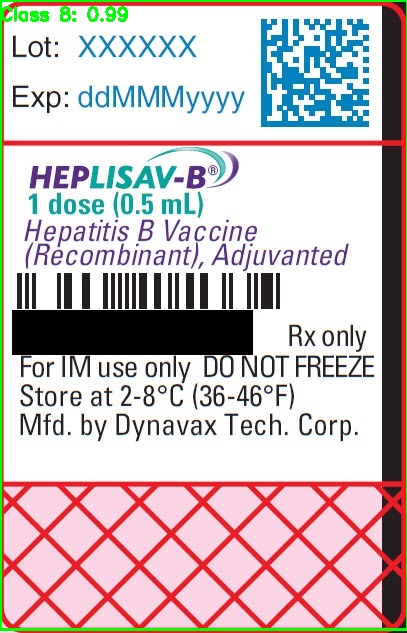 Class 8: 0.99
Lot: XXXXXX
Exp: ddMMMyyyy
HEPLISAV-B®
1 dose (0.5 mL)
Hepatitis B Vaccine
(Recombinant), Adjuvanted
Rx only
For IM use only DO NOT FREEZE
Store at 2-8°C (36-46°F)
Mfd. by Dynavax Tech. Corp.